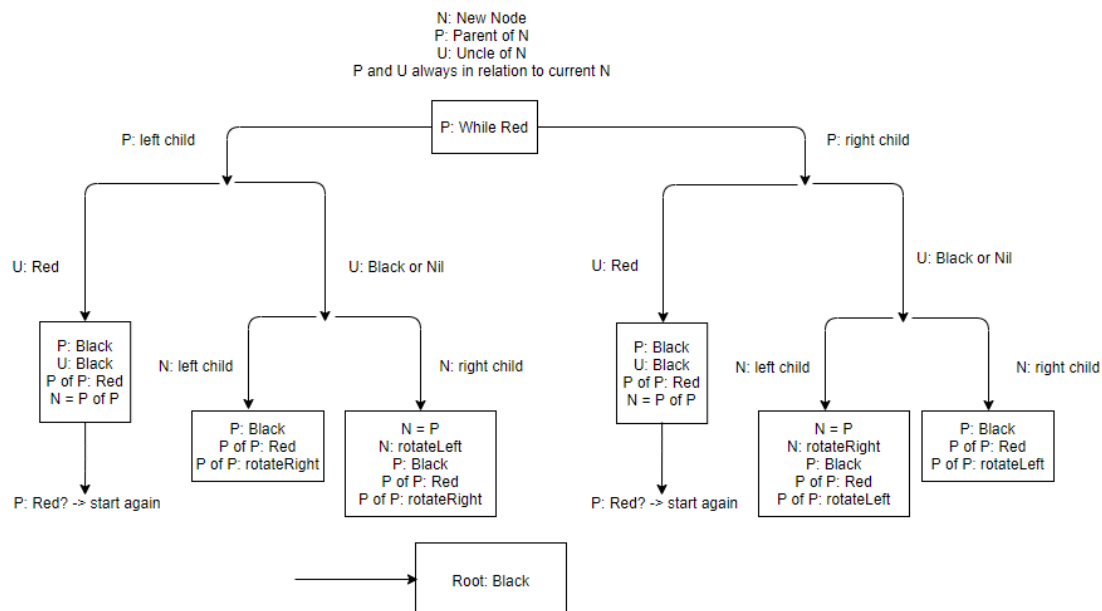 N: New Node
P: Parent of N
U: Uncle of N
P and U always in relation to current N
P: While Red
P: left child
P: right child
U: Red
U: Black or Nil
U: Red
U: Black or Nil
P: Black
U: Black
P of P: Red
N = P of P
N: left child
N: right child
P: Black
U: Black
P of P: Red
N = P of P
N: left child
N: right child
P: Black
P of P: Red
P of P: rotateRight
N = P
N: rotateLeft
P: Black
P of P: Red
P of P: rotateRight
N = P
N: rotateRight
P: Black
P of P: Red
P of P: rotateLeft
P: Black
P of P: Red
P of P: rotateLeft
P: Red? -> start again
P: Red? -> start again
Root: Black